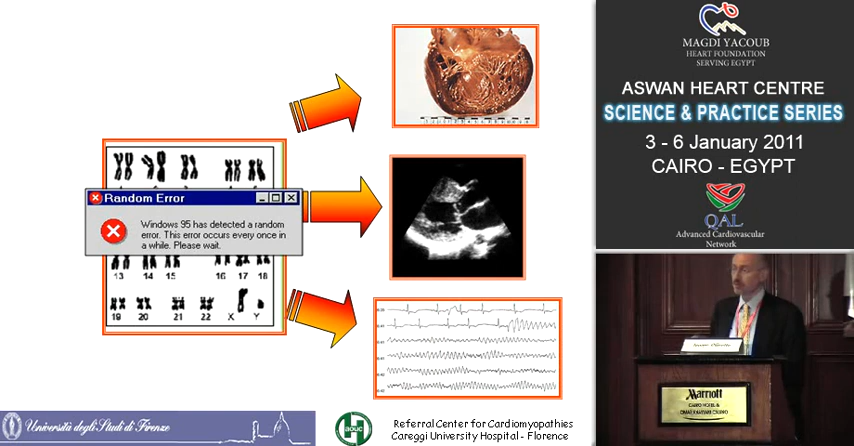 Random Error
Windows 95 has detected a random
error. This error occurs every once in
a while. Please wait.
13 14 15 16 17 18
19 20 21 22 X Y
Università degli Studi di Firenze
aouc
Referral Center for Cardiomyopathies
Careggi University Hospital - Florence
MAGDI YACOUB
HEART FOUNDATION
SERVING EGYPT
ASWAN HEART CENTRE
SCIENCE & PRACTICE SERIES
3 - 6 January 2011
CAIRO - EGYPT
QAL
Advanced Cardiovascular
Network
Marriott
CAIRO HOTEL &